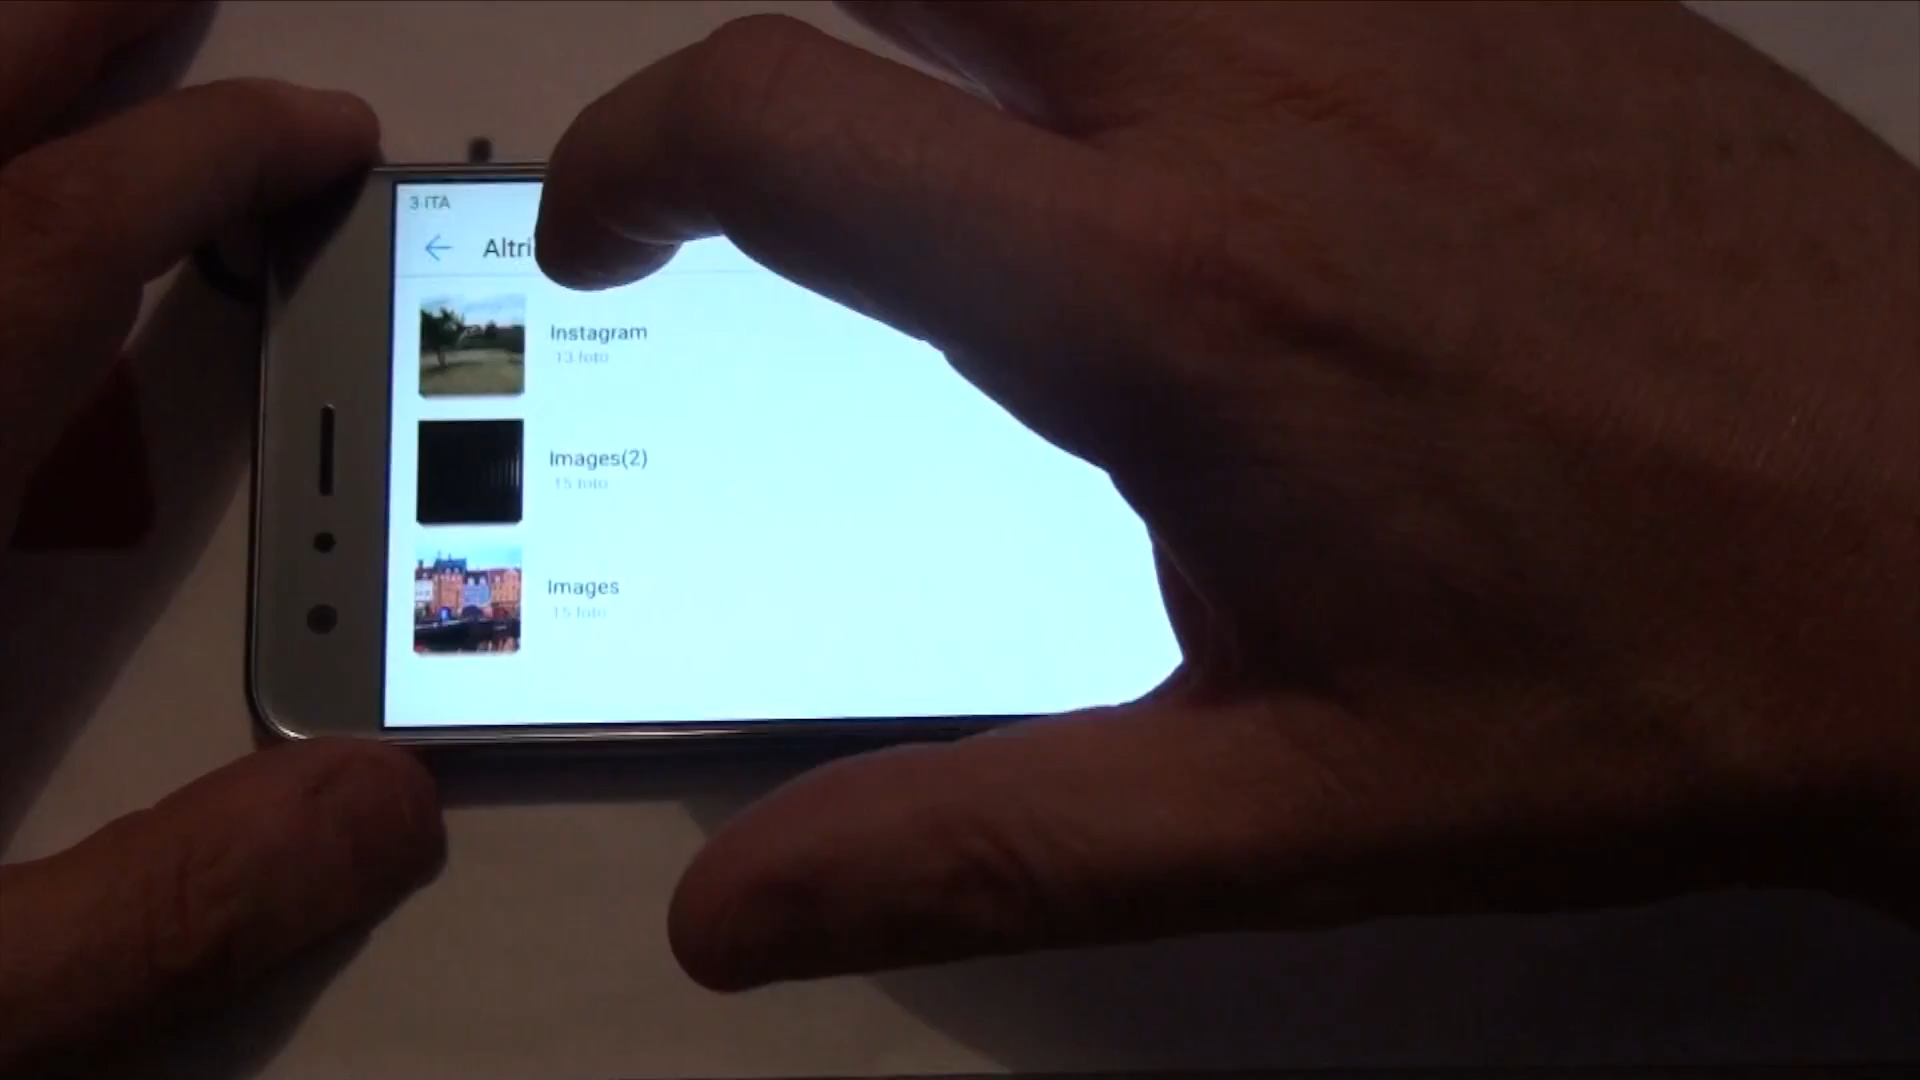 3 ITA
Altri
Instagram
13 foto
Images(2)
15 foto
Images
15 foto